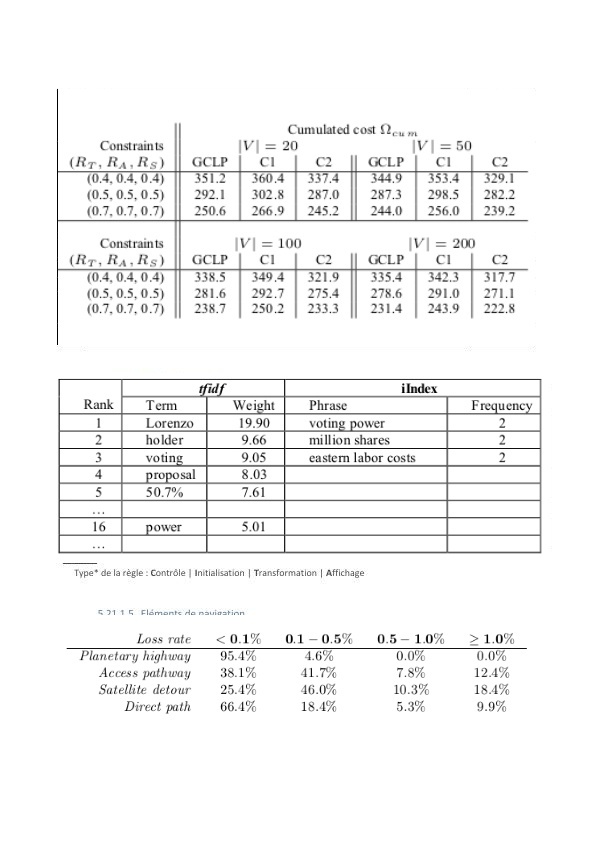 Cumulated cost Ω_cum
Constraints |V| = 20 |V| = 50
(R_T, R_A, R_S) GCLP C1 C2 GCLP C1 C2
(0.4, 0.4, 0.4) 351.2 360.4 337.4 344.9 353.4 329.1
(0.5, 0.5, 0.5) 292.1 302.8 287.0 287.3 298.5 282.2
(0.7, 0.7, 0.7) 250.6 266.9 245.2 244.0 256.0 239.2
Constraints |V| = 100 |V| = 200
(R_T, R_A, R_S) GCLP C1 C2 GCLP C1 C2
(0.4, 0.4, 0.4) 338.5 349.4 321.9 335.4 342.3 317.7
(0.5, 0.5, 0.5) 281.6 292.7 275.4 278.6 291.0 271.1
(0.7, 0.7, 0.7) 238.7 250.2 233.3 231.4 243.9 222.8
tfidf iIndex
Rank Term Weight Phrase Frequency
1 Lorenzo 19.90 voting power 2
2 holder 9.66 million shares 2
3 voting 9.05 eastern labor costs 2
4 proposal 8.03
5 50.7% 7.61
...
16 power 5.01
...
Type* de la règle : Contrôle | Initialisation | Transformation | Affichage
5.21.1.5 Eléments de navigation
Loss rate < 0.1% 0.1 − 0.5% 0.5 − 1.0% ≥ 1.0%
Planetary highway 95.4% 4.6% 0.0% 0.0%
Access pathway 38.1% 41.7% 7.8% 12.4%
Satellite detour 25.4% 46.0% 10.3% 18.4%
Direct path 66.4% 18.4% 5.3% 9.9%